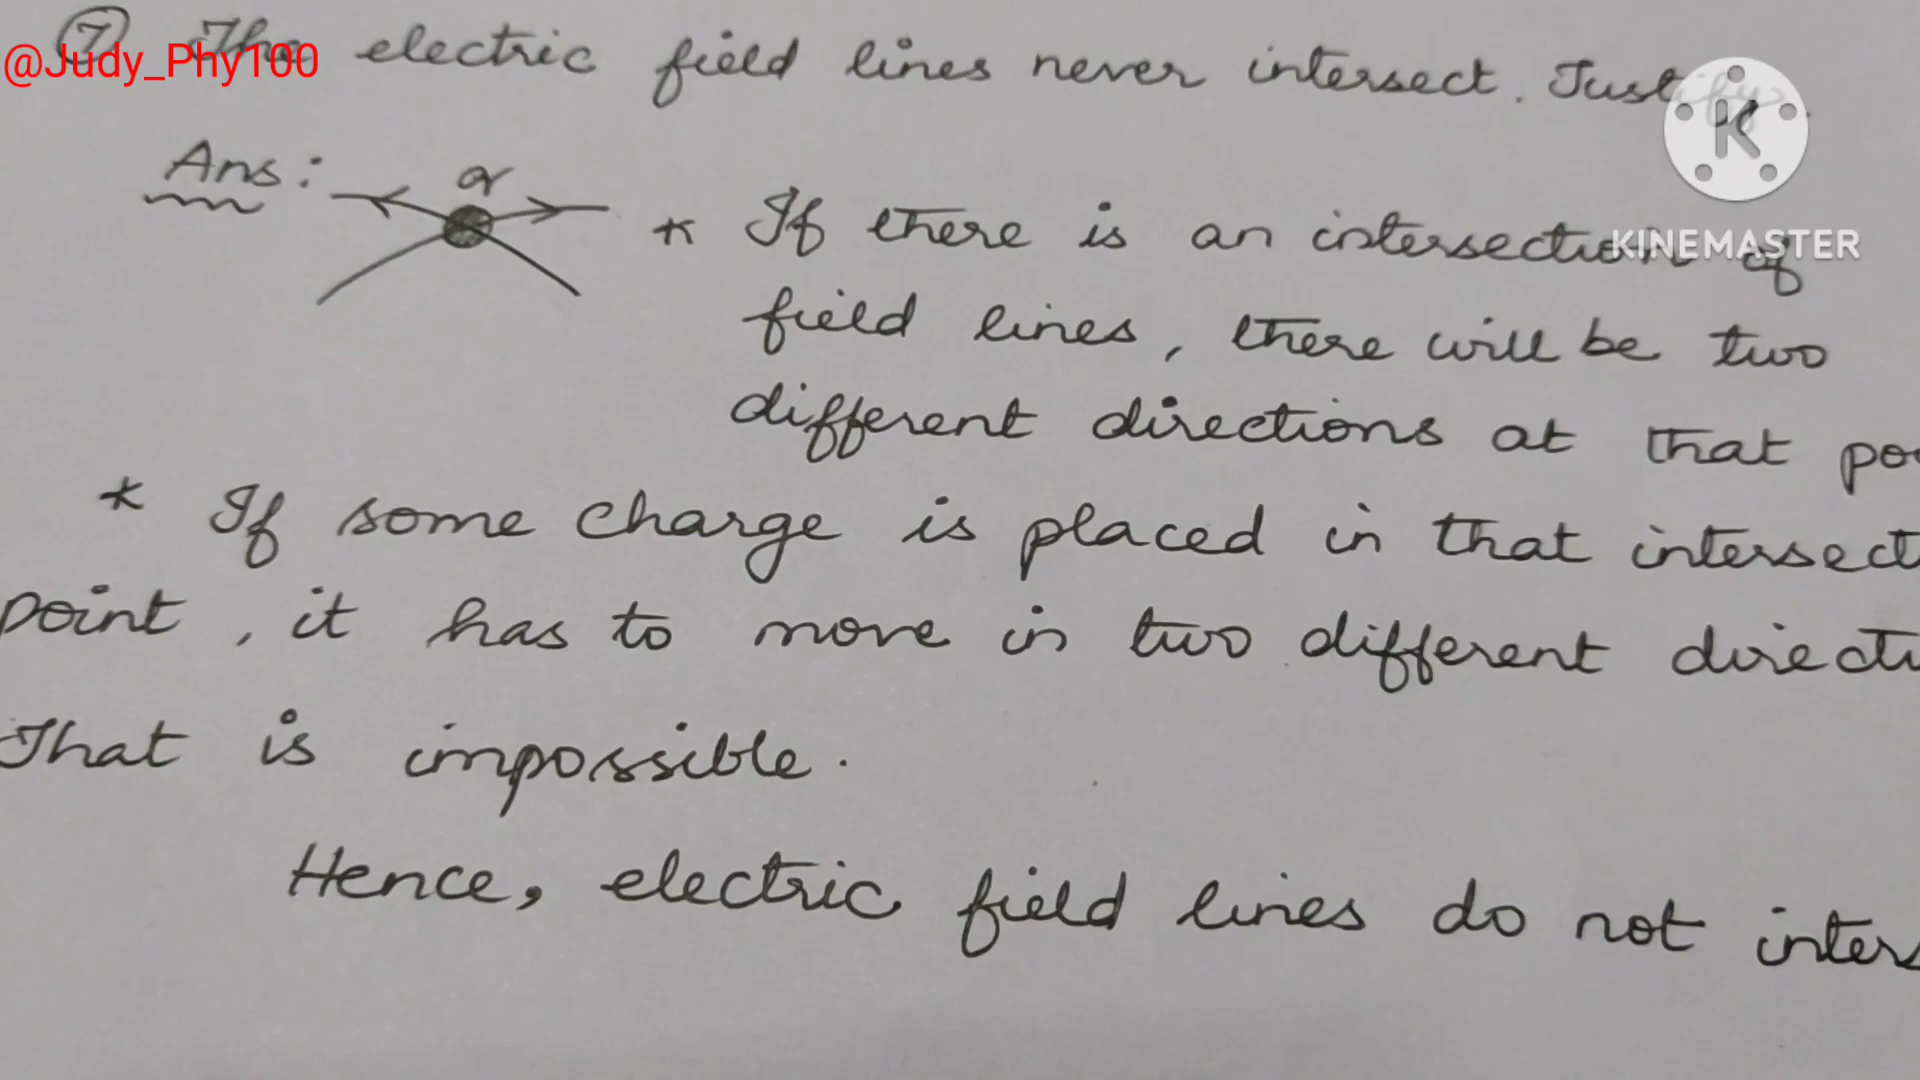 ⑦ The electric field lines never intersect. Justify.
@Judy_Phy100
KINEMASTER
Ans:
* If there is an intersection of
field lines, there will be two
different directions at that po
* If some charge is placed in that intersect
point, it has to move in two different directi
That is impossible.
Hence, electric field lines do not inters